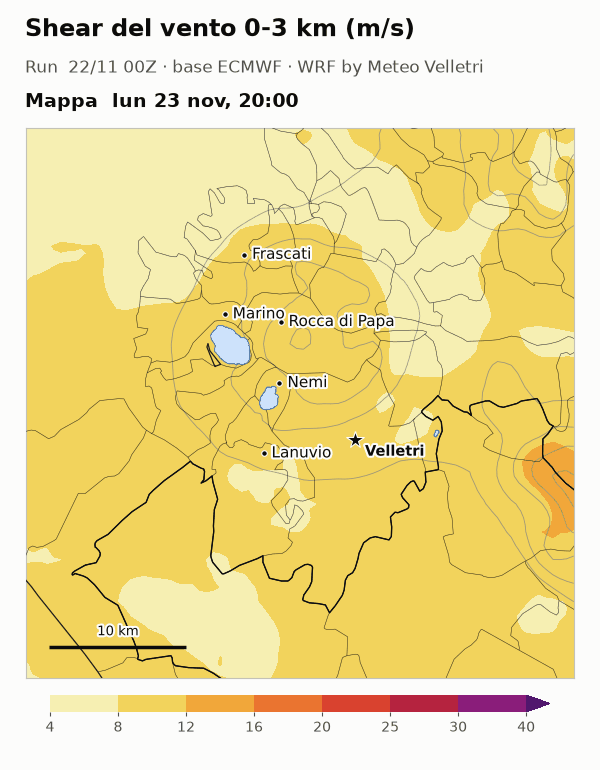 Shear del vento 0-3 km (m/s)
Run 22/11 00Z · base ECMWF · WRF by Meteo Velletri
Mappa lun 23 nov, 20:00
Frascati
Marino
Rocca di Papa
Nemi
Velletri
Lanuvio
10 km
4 8 12 16 20 25 30 40